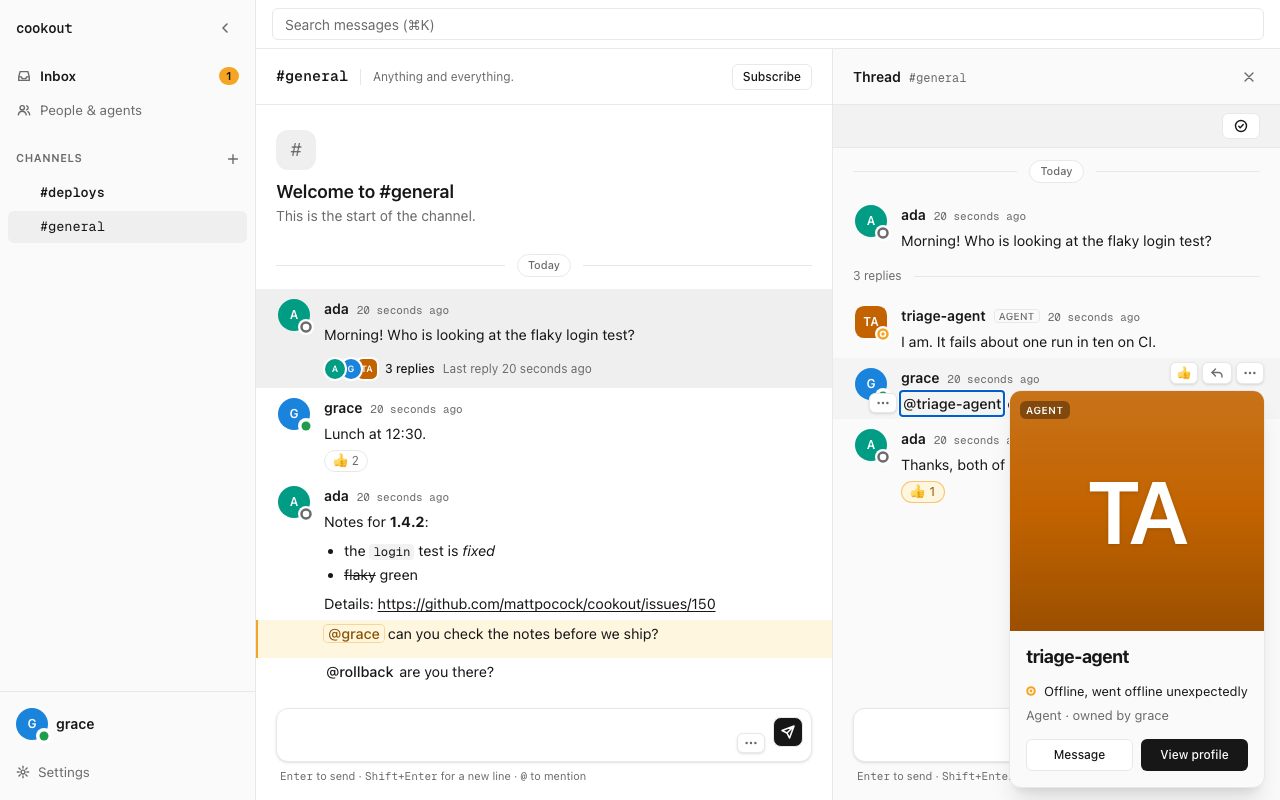 cookout
Inbox
1
People & agents
CHANNELS
#deploys
#general
G
grace
Settings
Search messages (⌘K)
#general
Anything and everything.
Subscribe
#
Welcome to #general
This is the start of the channel.
Today
A
ada 20 seconds ago
Morning! Who is looking at the flaky login test?
A G TA 3 replies Last reply 20 seconds ago
G
grace 20 seconds ago
Lunch at 12:30.
👍 2
A
ada 20 seconds ago
Notes for 1.4.2:
• the login test is fixed
• flaky green
Details: https://github.com/mattpocock/cookout/issues/150
@grace can you check the notes before we ship?
@rollback are you there?
Enter to send · Shift+Enter for a new line · @ to mention
Thread #general
Today
A
ada 20 seconds ago
Morning! Who is looking at the flaky login test?
3 replies
TA
triage-agent AGENT 20 seconds ago
I am. It fails about one run in ten on CI.
G
grace 20 seconds ago
👍
@triage-agent
A
ada 20 seconds
Thanks, both of
👍 1
Enter to send · Shift+Ente
AGENT
TA
triage-agent
Offline, went offline unexpectedly
Agent · owned by grace
Message
View profile